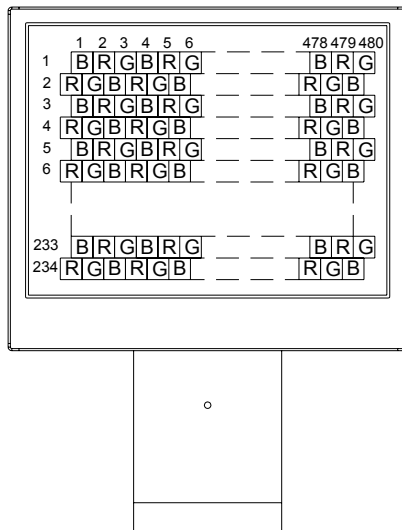 1 2 3 4 5 6 478 479 480
1 B R G B R G B R G
2 R G B R G B R G B
3 B R G B R G B R G
4 R G B R G B R G B
5 B R G B R G B R G
6 R G B R G B R G B
233 B R G B R G B R G
234 R G B R G B R G B